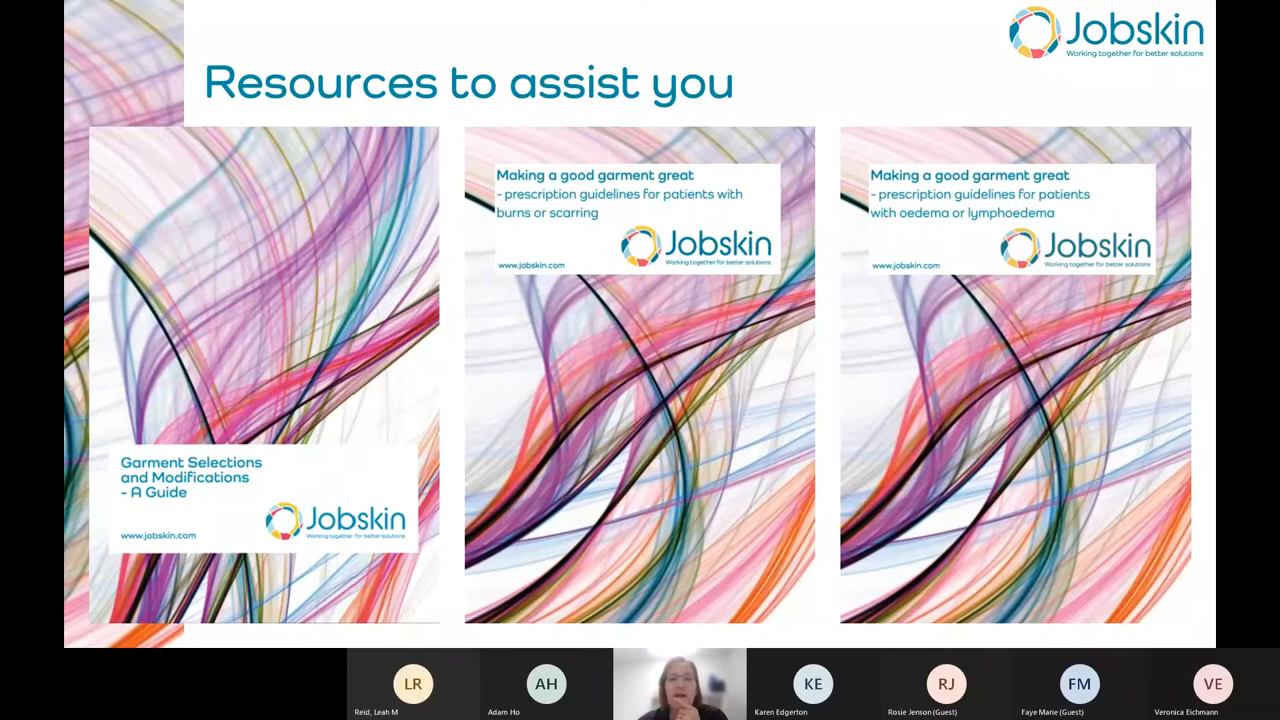 Jobskin
Working together for better solutions
Resources to assist you
Garment Selections
and Modifications
- A Guide
Jobskin
Working together for better solutions
www.jobskin.com
Making a good garment great
- prescription guidelines for patients with
burns or scarring
Jobskin
Working together for better solutions
www.jobskin.com
Making a good garment great
- prescription guidelines for patients
with oedema or lymphoedema
Jobskin
Working together for better solutions
www.jobskin.com
LR
Reid, Leah M
AH
Adam Ho
KE
Karen Edgerton
RJ
Rosie Jenson (Guest)
FM
Faye Marie (Guest)
VE
Veronica Eichmann